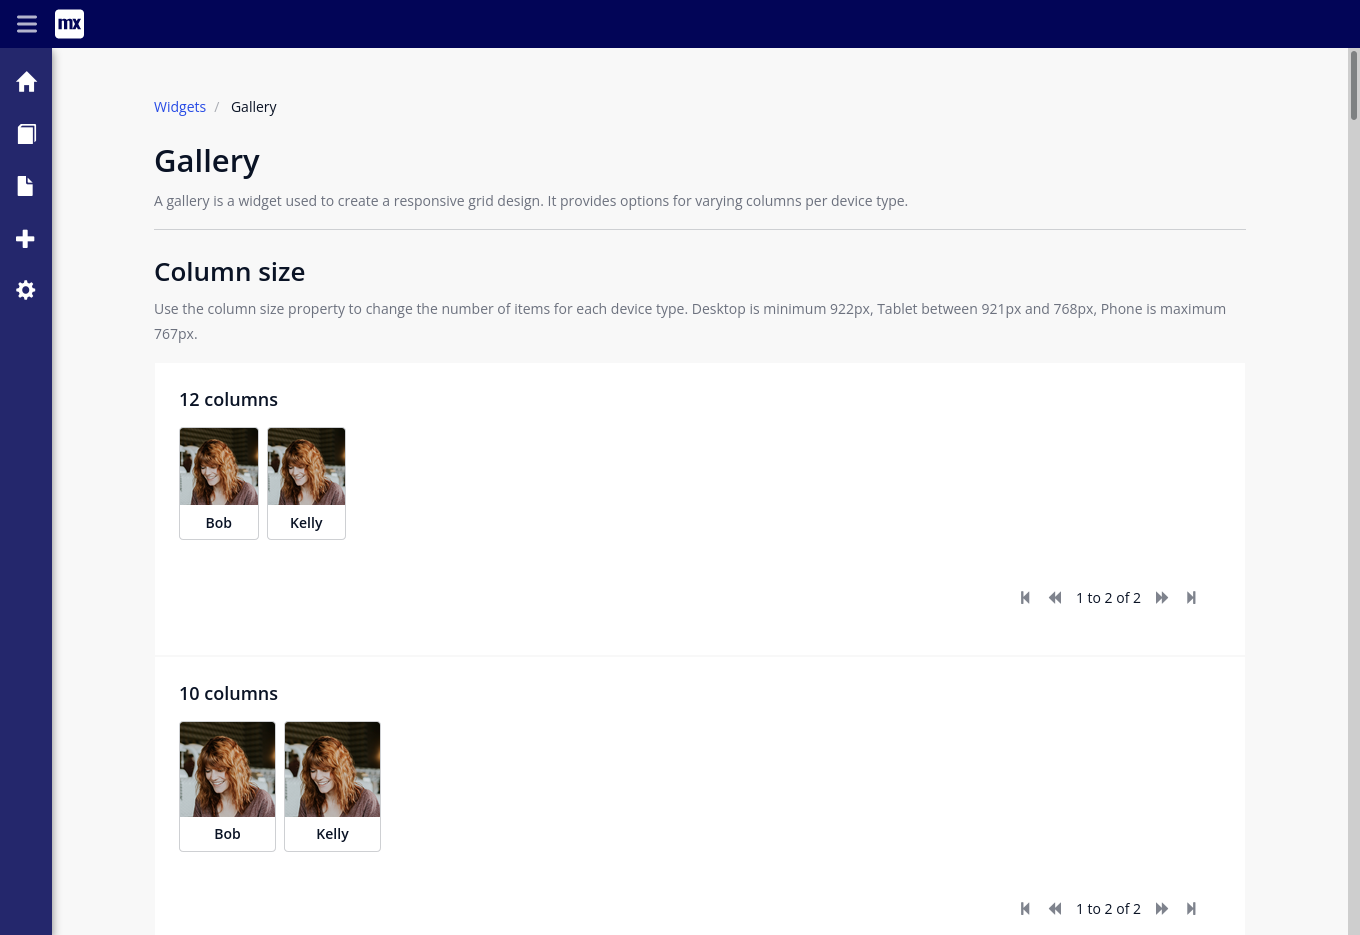 mx
Widgets / Gallery
Gallery
A gallery is a widget used to create a responsive grid design. It provides options for varying columns per device type.
Column size
Use the column size property to change the number of items for each device type. Desktop is minimum 922px, Tablet between 921px and 768px, Phone is maximum
767px.
12 columns
Bob Kelly
1 to 2 of 2
10 columns
Bob Kelly
1 to 2 of 2